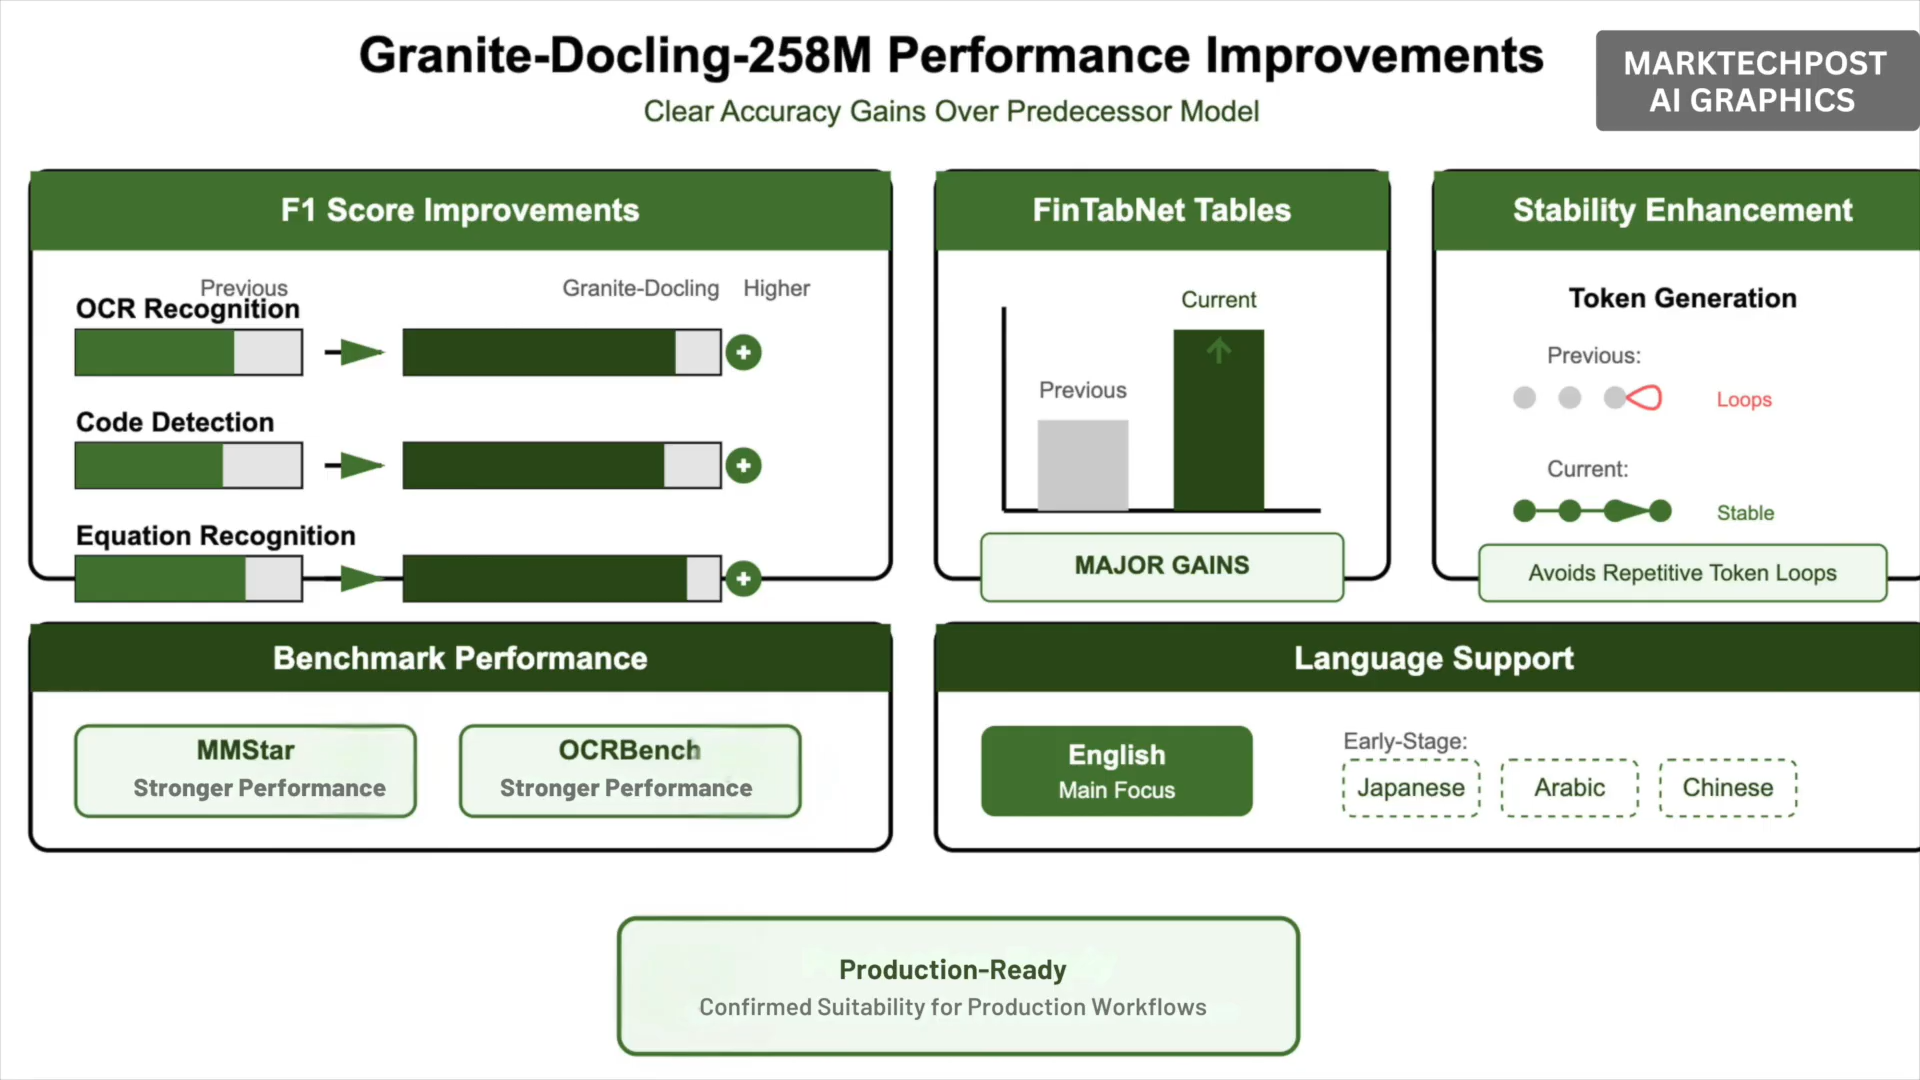 Granite-Docling-258M Performance Improvements
Clear Accuracy Gains Over Predecessor Model
MARKTECHPOST
AI GRAPHICS
F1 Score Improvements
Previous
Granite-Docling
Higher
OCR Recognition
Code Detection
Equation Recognition
FinTabNet Tables
Previous
Current
MAJOR GAINS
Stability Enhancement
Token Generation
Previous:
Loops
Current:
Stable
Avoids Repetitive Token Loops
Benchmark Performance
MMStar
Stronger Performance
OCRBench
Stronger Performance
Language Support
English
Main Focus
Early-Stage:
Japanese
Arabic
Chinese
Production-Ready
Confirmed Suitability for Production Workflows